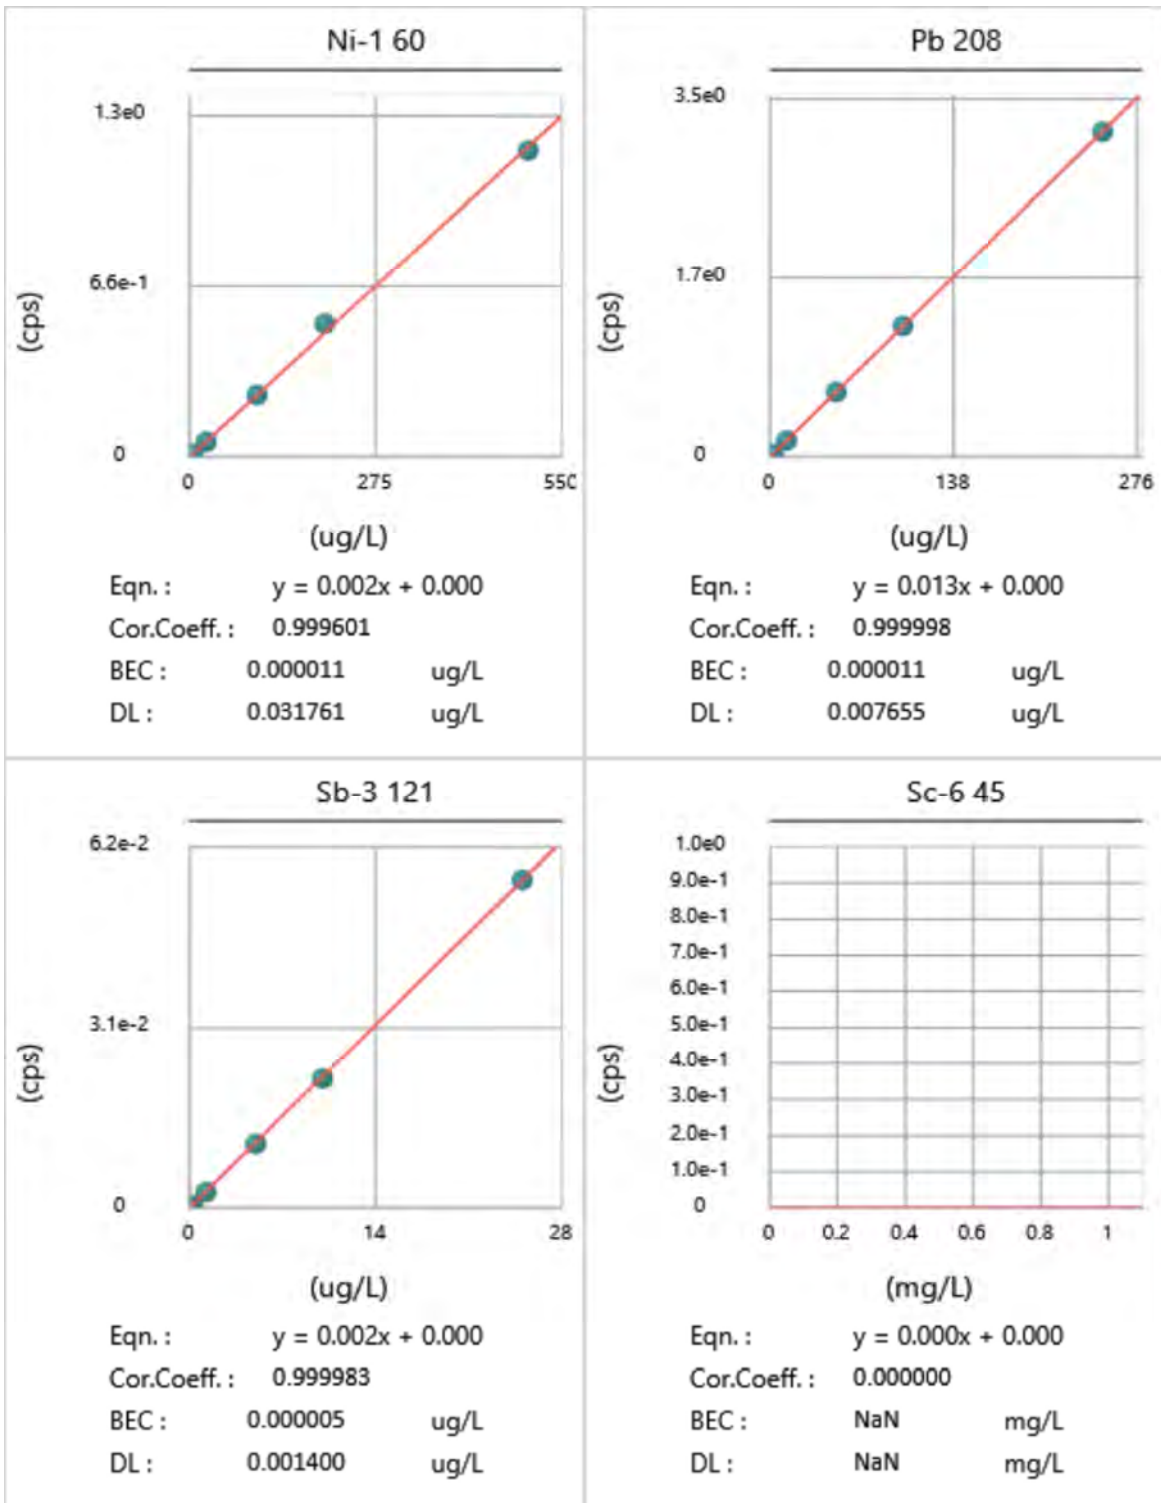 Ni-1 60
1.3e0
6.6e-1
0
(cps)
0 275 550
(ug/L)
Eqn. : y = 0.002x + 0.000
Cor.Coeff. : 0.999601
BEC : 0.000011 ug/L
DL : 0.031761 ug/L
Pb 208
3.5e0
1.7e0
0
(cps)
0 138 276
(ug/L)
Eqn. : y = 0.013x + 0.000
Cor.Coeff. : 0.999998
BEC : 0.000011 ug/L
DL : 0.007655 ug/L
Sb-3 121
6.2e-2
3.1e-2
0
(cps)
0 14 28
(ug/L)
Eqn. : y = 0.002x + 0.000
Cor.Coeff. : 0.999983
BEC : 0.000005 ug/L
DL : 0.001400 ug/L
Sc-6 45
1.0e0
9.0e-1
8.0e-1
7.0e-1
6.0e-1
5.0e-1
4.0e-1
3.0e-1
2.0e-1
1.0e-1
0
(cps)
0 0.2 0.4 0.6 0.8 1
(mg/L)
Eqn. : y = 0.000x + 0.000
Cor.Coeff. : 0.000000
BEC : NaN mg/L
DL : NaN mg/L